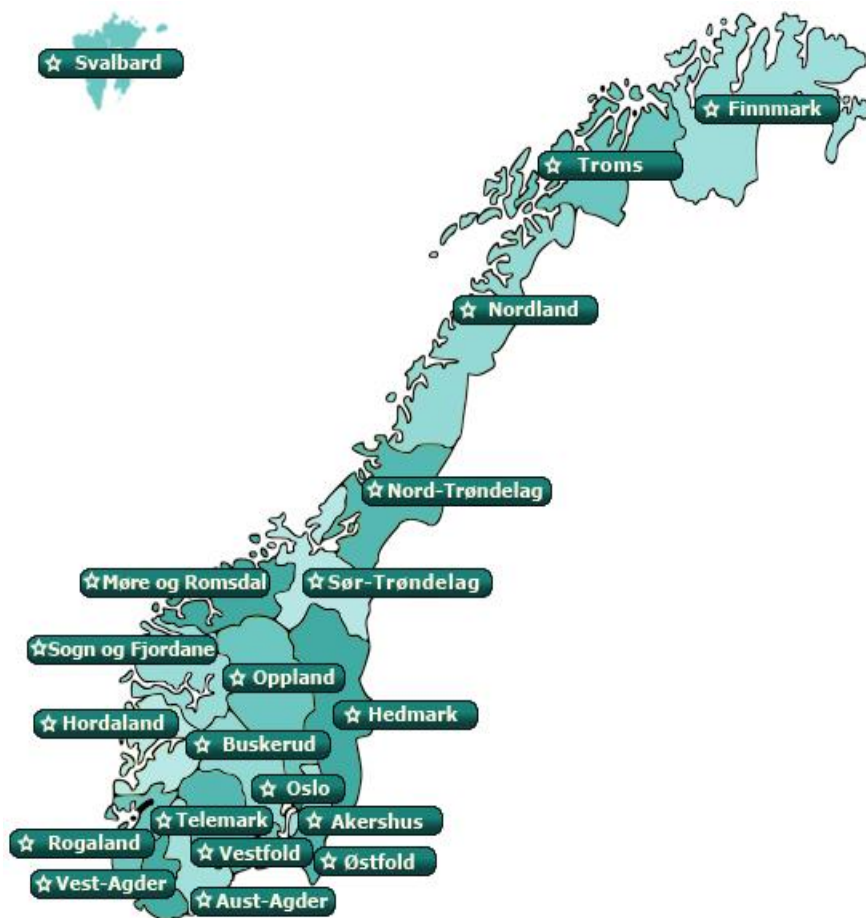 Svalbard
Finnmark
Troms
Nordland
Nord-Trøndelag
Møre og Romsdal
Sør-Trøndelag
Sogn og Fjordane
Oppland
Hordaland
Hedmark
Buskerud
Oslo
Telemark
Akershus
Rogaland
Vestfold
Østfold
Vest-Agder
Aust-Agder